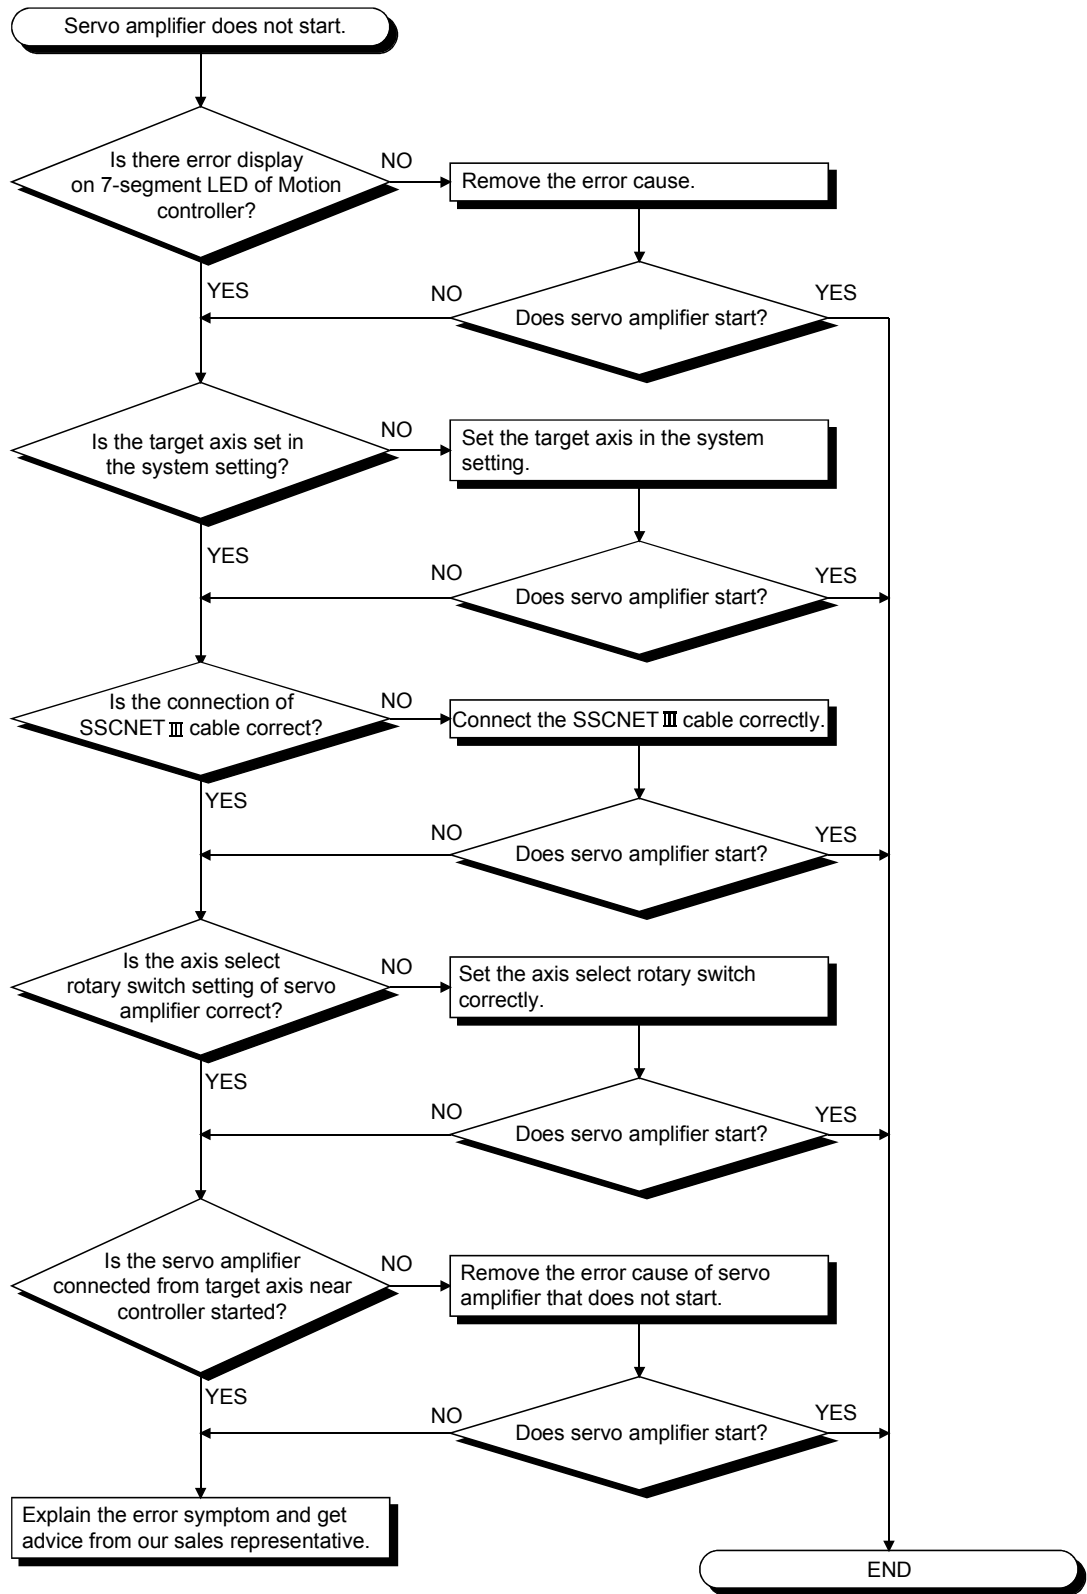 Servo amplifier does not start.
Is there error display
on 7-segment LED of Motion
controller?
NO
Remove the error cause.
YES
NO
Does servo amplifier start?
YES
Is the target axis set in
the system setting?
NO
Set the target axis in the system
setting.
YES
NO
Does servo amplifier start?
YES
Is the connection of
SSCNETⅢ cable correct?
NO
Connect the SSCNETⅢ cable correctly.
YES
NO
Does servo amplifier start?
YES
Is the axis select
rotary switch setting of servo
amplifier correct?
NO
Set the axis select rotary switch
correctly.
YES
NO
Does servo amplifier start?
YES
Is the servo amplifier
connected from target axis near
controller started?
NO
Remove the error cause of servo
amplifier that does not start.
YES
NO
Does servo amplifier start?
YES
Explain the error symptom and get
advice from our sales representative.
END